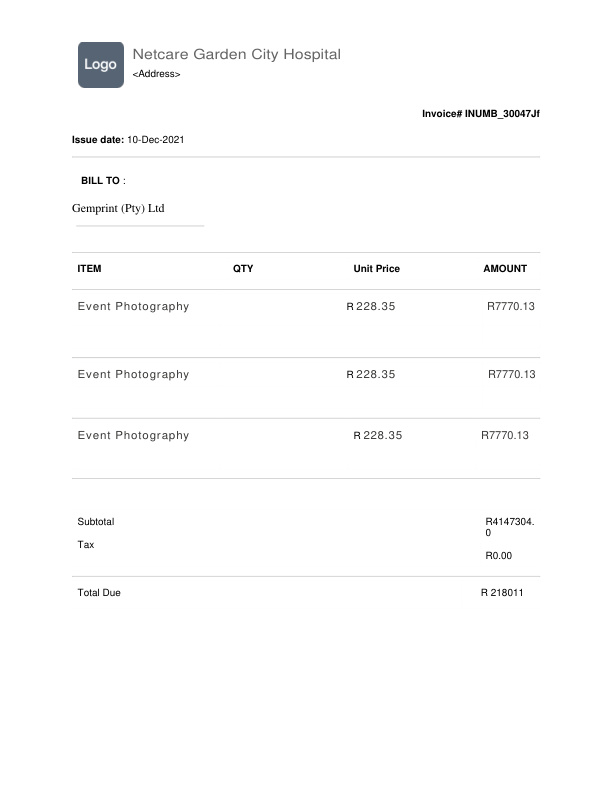 Logo
Netcare Garden City Hospital
<Address>
Invoice# INUMB_30047Jf
Issue date: 10-Dec-2021
BILL TO :
Gemprint (Pty) Ltd
ITEM QTY Unit Price AMOUNT
Event Photography R 228.35 R7770.13
Event Photography R 228.35 R7770.13
Event Photography R 228.35 R7770.13
Subtotal R4147304.
0
Tax
R0.00
Total Due R 218011